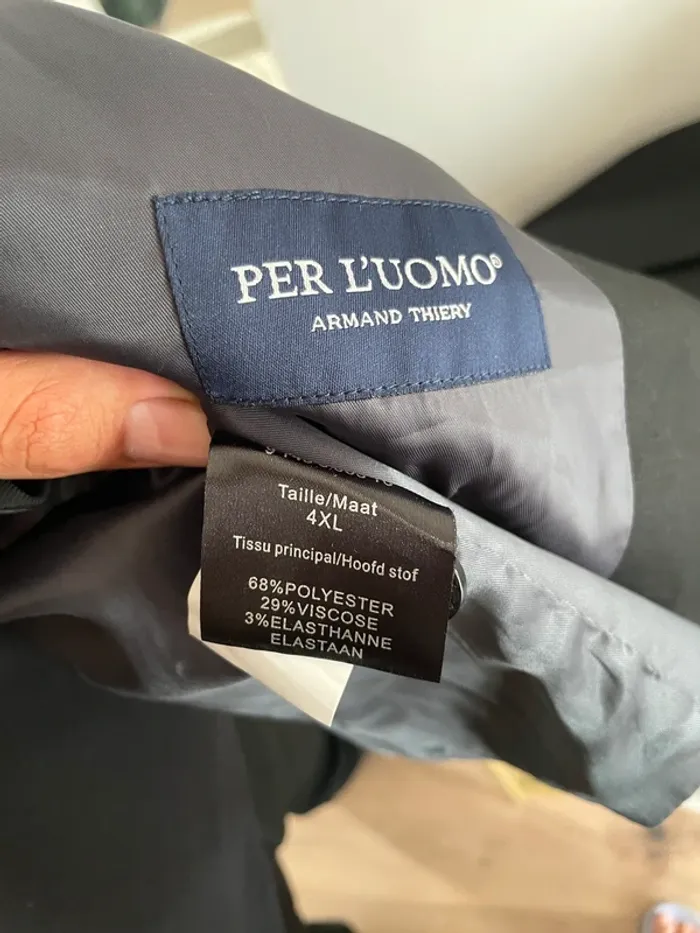 PER L'UOMO®
ARMAND THIERY
Taille/Maat
4XL
Tissu principal/Hoofd stof
68%POLYESTER
29%VISCOSE
3%ELASTHANNE
ELASTAAN